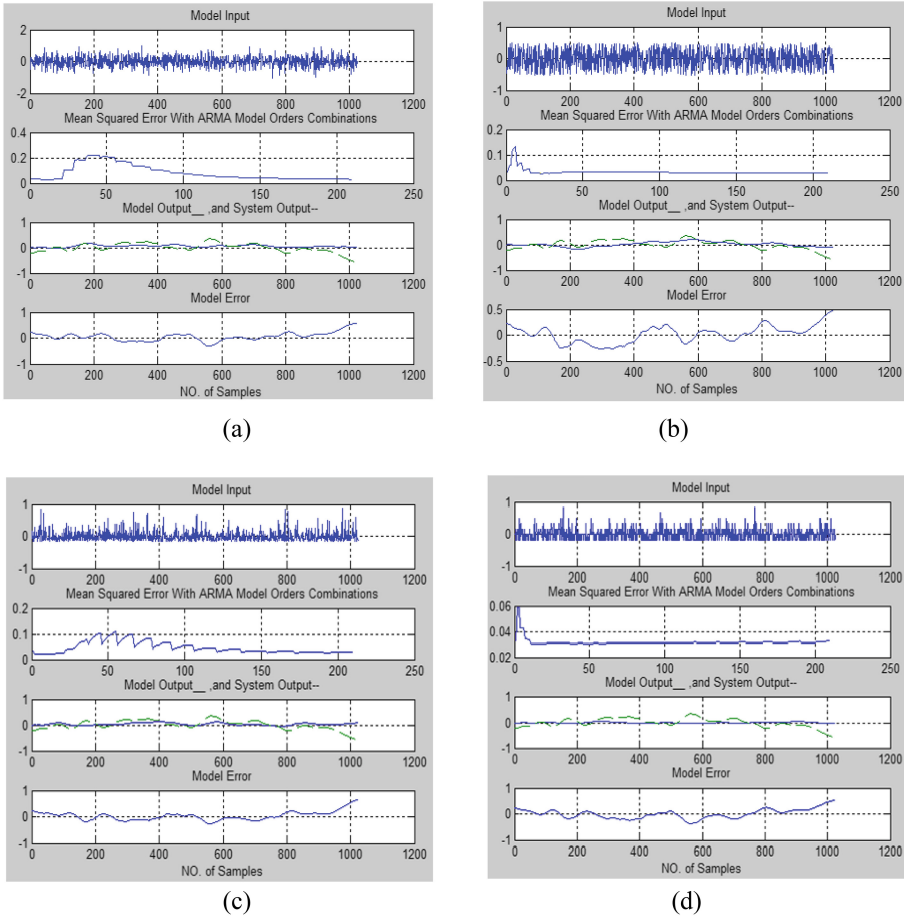 Model Input
2
0
-2
0 200 400 600 800 1000 1200
Mean Squared Error With ARMA Model Orders Combinations
0.4
0.2
0
0 50 100 150 200 250
Model Output__ ,and System Output--
1
0
-1
0 200 400 600 800 1000 1200
Model Error
1
0
-1
0 200 400 600 800 1000 1200
NO. of Samples
(a)
Model Input
1
0
-1
0 200 400 600 800 1000 1200
Mean Squared Error With ARMA Model Orders Combinations
0.2
0.1
0
0 50 100 150 200 250
Model Output__ ,and System Output--
1
0
-1
0 200 400 600 800 1000 1200
Model Error
0.5
0
-0.5
0 200 400 600 800 1000 1200
NO. of Samples
(b)
Model Input
1
0
-1
0 200 400 600 800 1000 1200
Mean Squared Error With ARMA Model Orders Combinations
0.2
0.1
0
0 50 100 150 200 250
Model Output__ ,and System Output--
1
0
-1
0 200 400 600 800 1000 1200
Model Error
1
0
-1
0 200 400 600 800 1000 1200
NO. of Samples
(c)
Model Input
1
0
-1
0 200 400 600 800 1000 1200
Mean Squared Error With ARMA Model Orders Combinations
0.06
0.04
0.02
0 50 100 150 200 250
Model Output__ ,and System Output--
1
0
-1
0 200 400 600 800 1000 1200
Model Error
1
0
-1
0 200 400 600 800 1000 1200
NO. of Samples
(d)